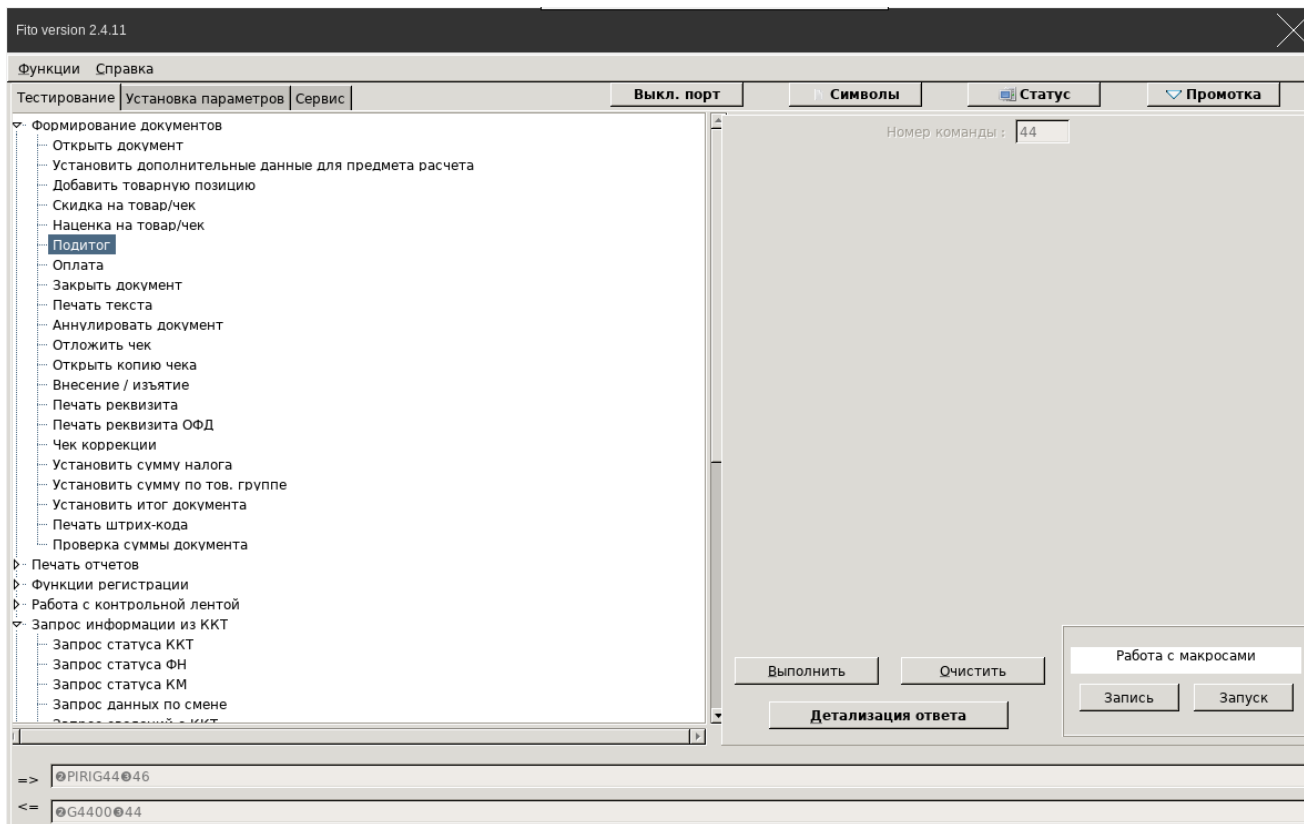 Fito version 2.4.11
Функции Справка
Тестирование Установка параметров Сервис
Выкл. порт Символы Статус Промотка
Формирование документов
Открыть документ
Установить дополнительные данные для предмета расчета
Добавить товарную позицию
Скидка на товар/чек
Наценка на товар/чек
Подитог
Оплата
Закрыть документ
Печать текста
Аннулировать документ
Отложить чек
Открыть копию чека
Внесение / изъятие
Печать реквизита
Печать реквизита ОФД
Чек коррекции
Установить сумму налога
Установить сумму по тов. группе
Установить итог документа
Печать штрих-кода
Проверка суммы документа
Печать отчетов
Функции регистрации
Работа с контрольной лентой
Запрос информации из ККТ
Запрос статуса ККТ
Запрос статуса ФН
Запрос статуса КМ
Запрос данных по смене
Запрос сведений о ККТ
Номер команды : 44
Выполнить Очистить
Детализация ответа
Работа с макросами
Запись Запуск
=> ❷PIRIG44❸46
<= ❷G4400❸44